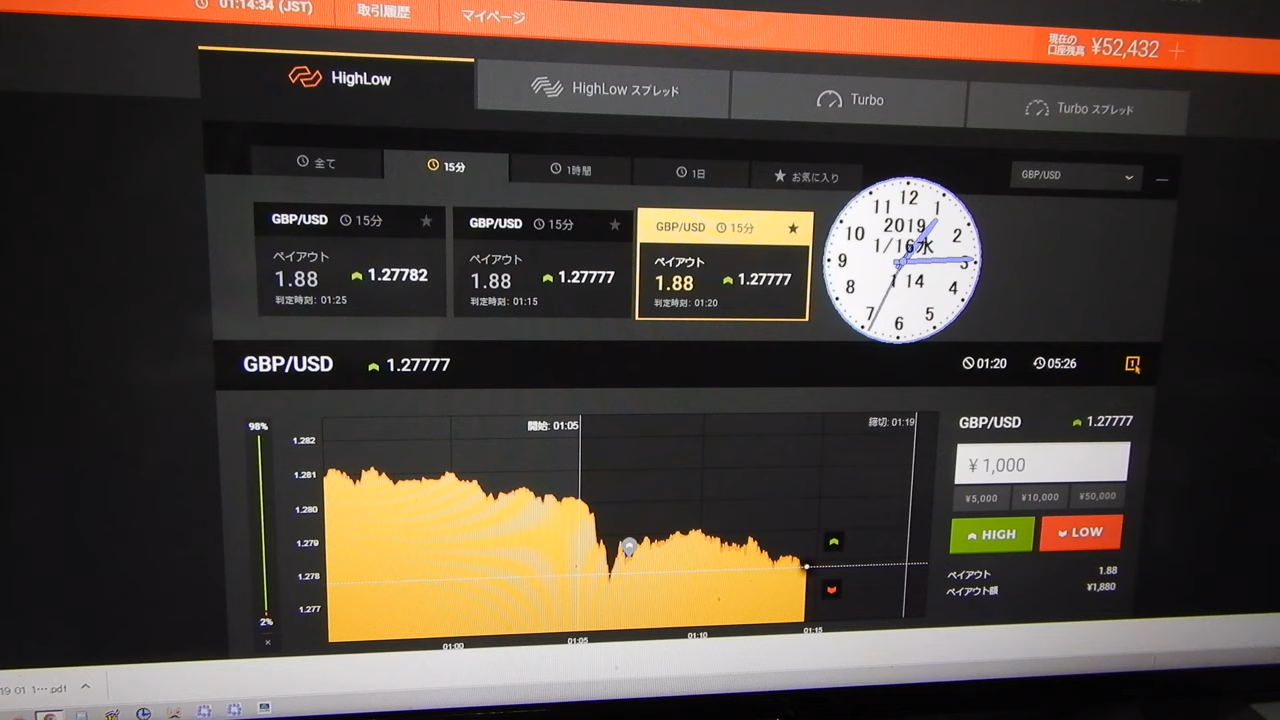 01:14:34 (JST)
取引履歴
マイページ
現在の
口座残高
¥52,432
HighLow
HighLow スプレッド
Turbo
Turbo スプレッド
全て
15分
1時間
1日
お気に入り
GBP/USD
GBP/USD 15分
ペイアウト
1.88 1.27782
判定時刻: 01:25
GBP/USD 15分
ペイアウト
1.88 1.27777
判定時刻: 01:15
GBP/USD 15分
ペイアウト
1.88 1.27777
判定時刻: 01:20
12
11 1
2019
10 2
1/16水
9 3
1 14
8 4
7 5
6
GBP/USD 1.27777
01:20
05:26
98%
2%
1.282
1.281
1.280
1.279
1.278
1.277
開始: 01:05
締切: 01:19
01:00
01:05
01:10
01:15
GBP/USD 1.27777
¥ 1,000
¥5,000
¥10,000
¥50,000
HIGH
LOW
ペイアウト 1.88
ペイアウト額 ¥1,880
19 01 1….pdf